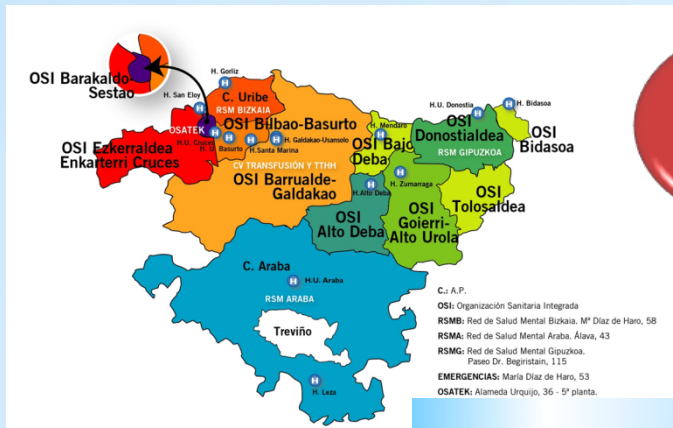 OSI Barakaldo-
Sestao
H. San Eloy
H. Gorliz
C. Uribe
RSM BIZKAIA
OSATEK
OSI Bilbao-Basurto
H.U. Cruces
H. U. Basurto
H.Santa Marina
H. Galdakao-Usansolo
OSI Ezkerraldea
Enkarterri Cruces
CV TRANSFUSIÓN Y TTHH
OSI Barrualde-
Galdakao
H. Mendaro
OSI Bajo
Deba
H.U. Donostia
OSI
Donostialdea
RSM GIPUZKOA
H. Bidasoa
OSI
Bidasoa
H. Zumarraga
H.Alto Deba
OSI
Alto Deba
OSI
Goierri-
Alto Urola
OSI
Tolosaldea
C. Araba
H.U. Araba
RSM ARABA
Treviño
H. Leza
C.: A.P.
OSI: Organización Sanitaria Integrada
RSMB: Red de Salud Mental Bizkaia. Mª Díaz de Haro, 58
RSMA: Red de Salud Mental Araba. Álava, 43
RSMG: Red de Salud Mental Gipuzkoa.
Paseo Dr. Begiristain, 115
EMERGENCIAS: María Díaz de Haro, 53
OSATEK: Alameda Urquijo, 36 - 5ª planta.